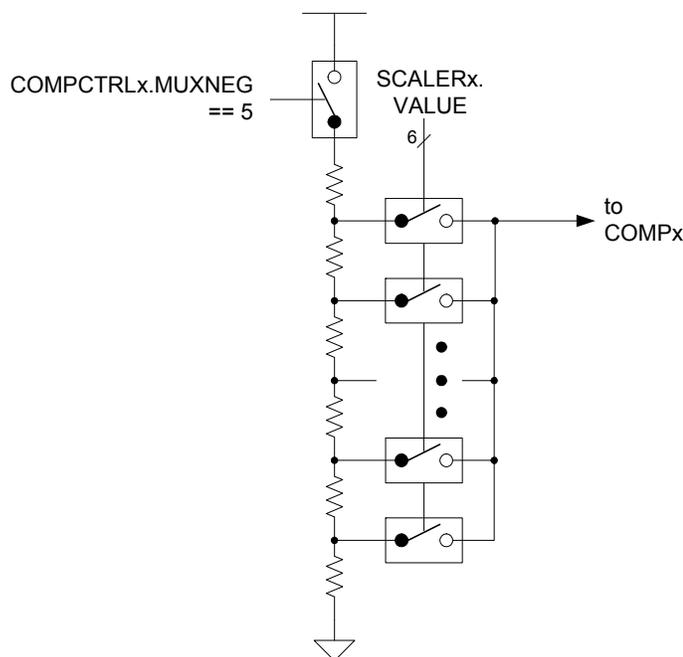 COMPCTRLx.MUXNEG
== 5
SCALERx.
VALUE
6
to
COMPx